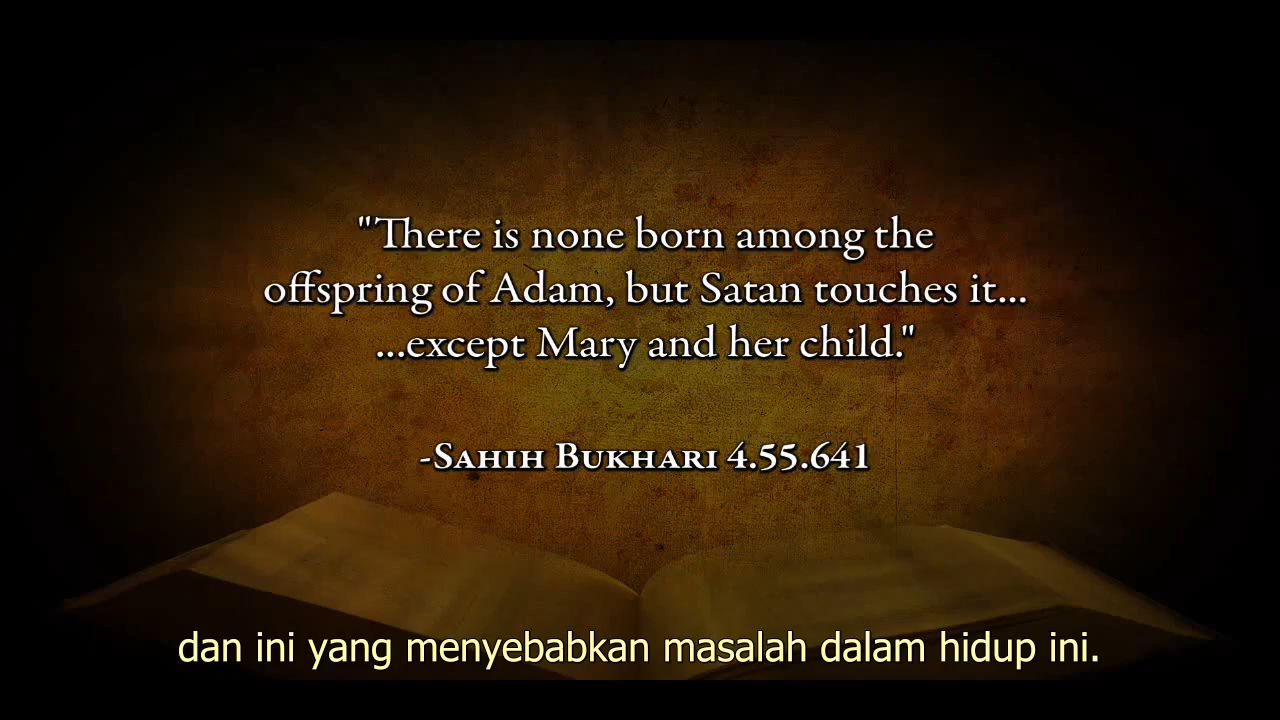 "There is none born among the
offspring of Adam, but Satan touches it...
...except Mary and her child."
-Sahih Bukhari 4.55.641
dan ini yang menyebabkan masalah dalam hidup ini.